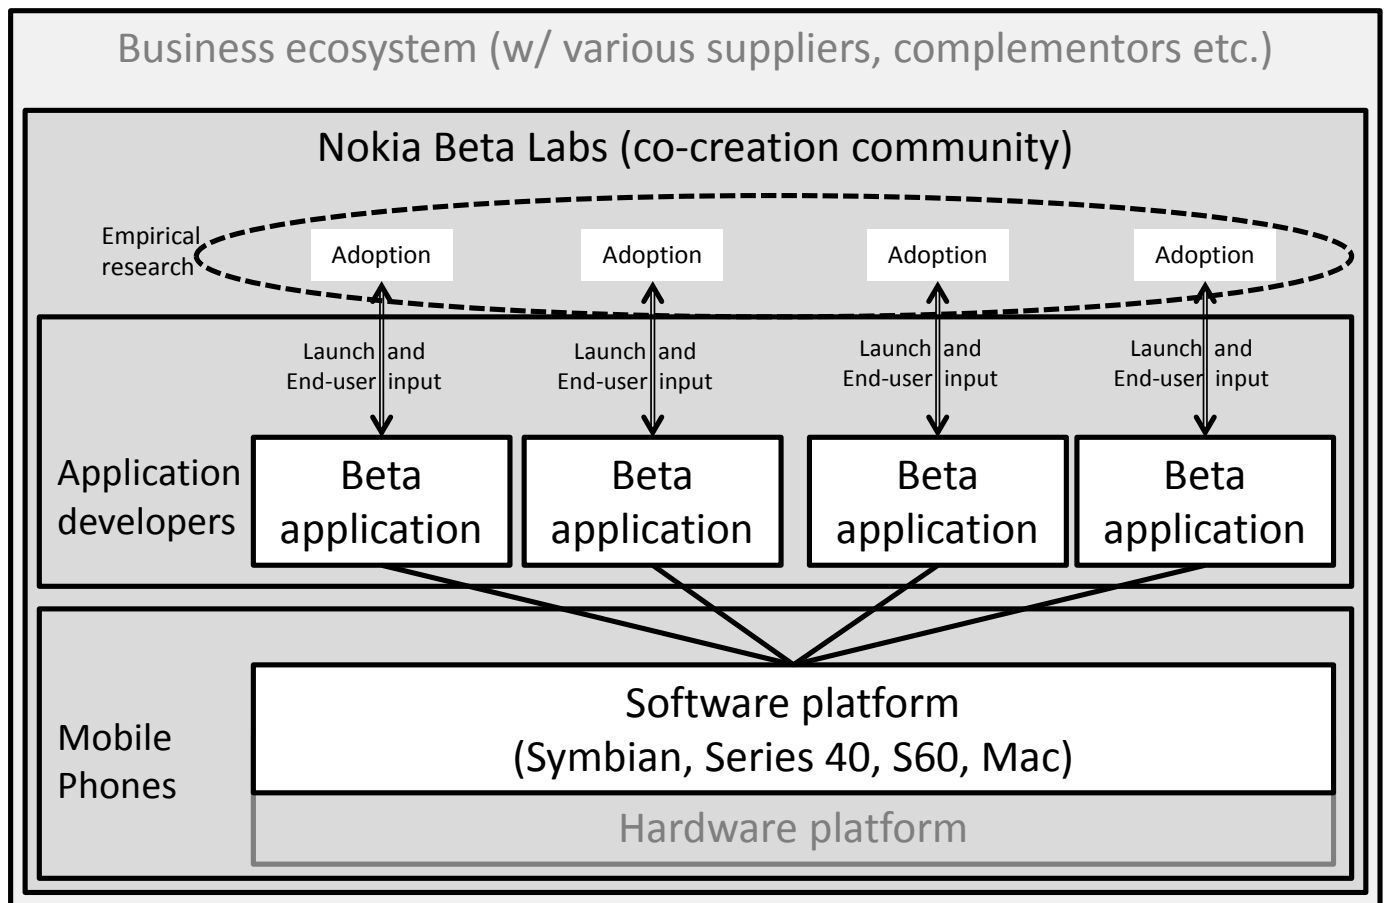 Business ecosystem (w/ various suppliers, complementors etc.)
Nokia Beta Labs (co-creation community)
Empirical
research
Adoption
Adoption
Adoption
Adoption
Launch and
End-user input
Launch and
End-user input
Launch and
End-user input
Launch and
End-user input
Application
developers
Beta
application
Beta
application
Beta
application
Beta
application
Mobile
Phones
Software platform
(Symbian, Series 40, S60, Mac)
Hardware platform